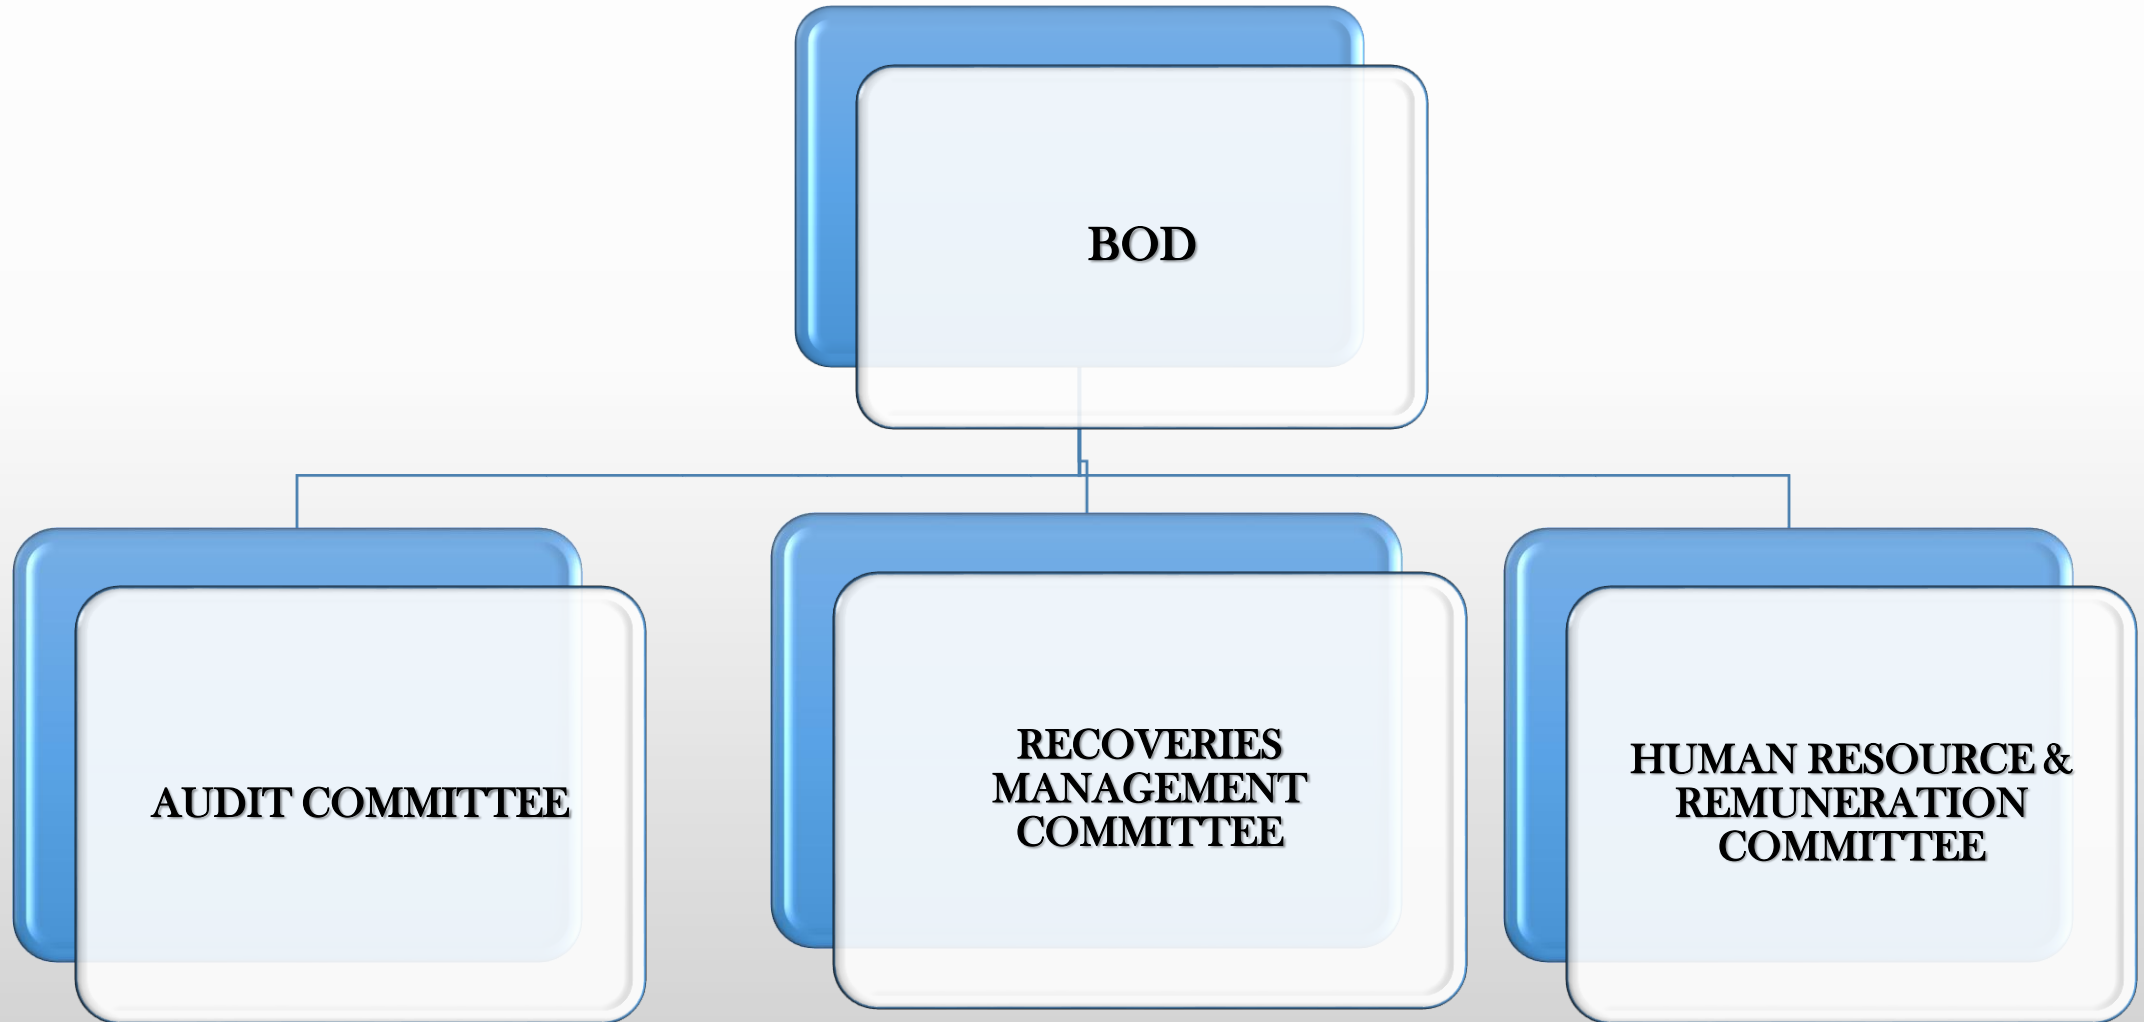 BOD
AUDIT COMMITTEE
RECOVERIES
MANAGEMENT
COMMITTEE
HUMAN RESOURCE &
REMUNERATION
COMMITTEE